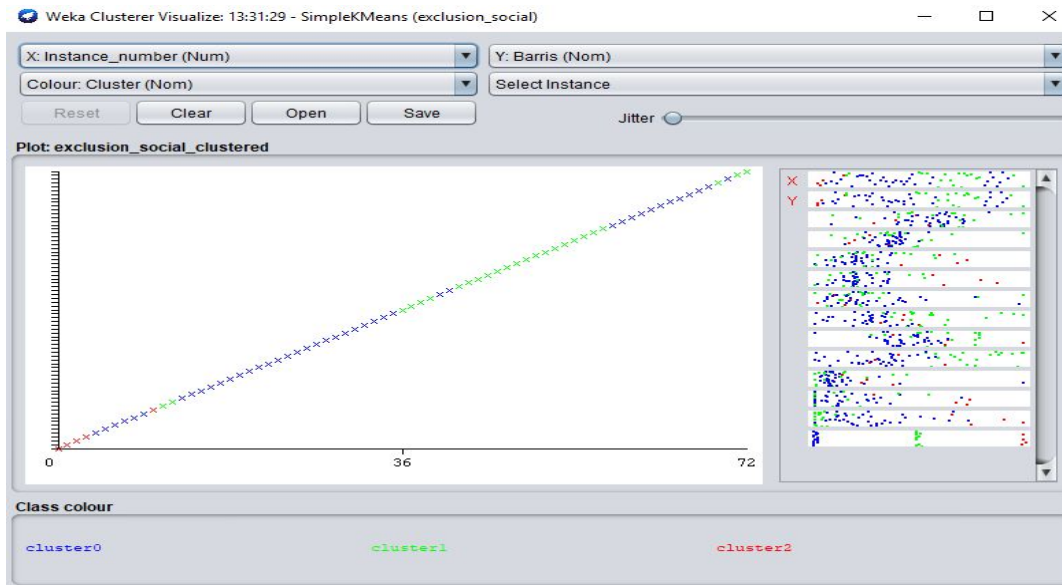 Weka Clusterer Visualize: 13:31:29 - SimpleKMeans (exclusion_social)
X: Instance_number (Num) Y: Barris (Nom)
Colour: Cluster (Nom) Select Instance
Reset Clear Open Save Jitter
Plot: exclusion_social_clustered
X
Y
0 36 72
Class colour
cluster0 cluster1 cluster2